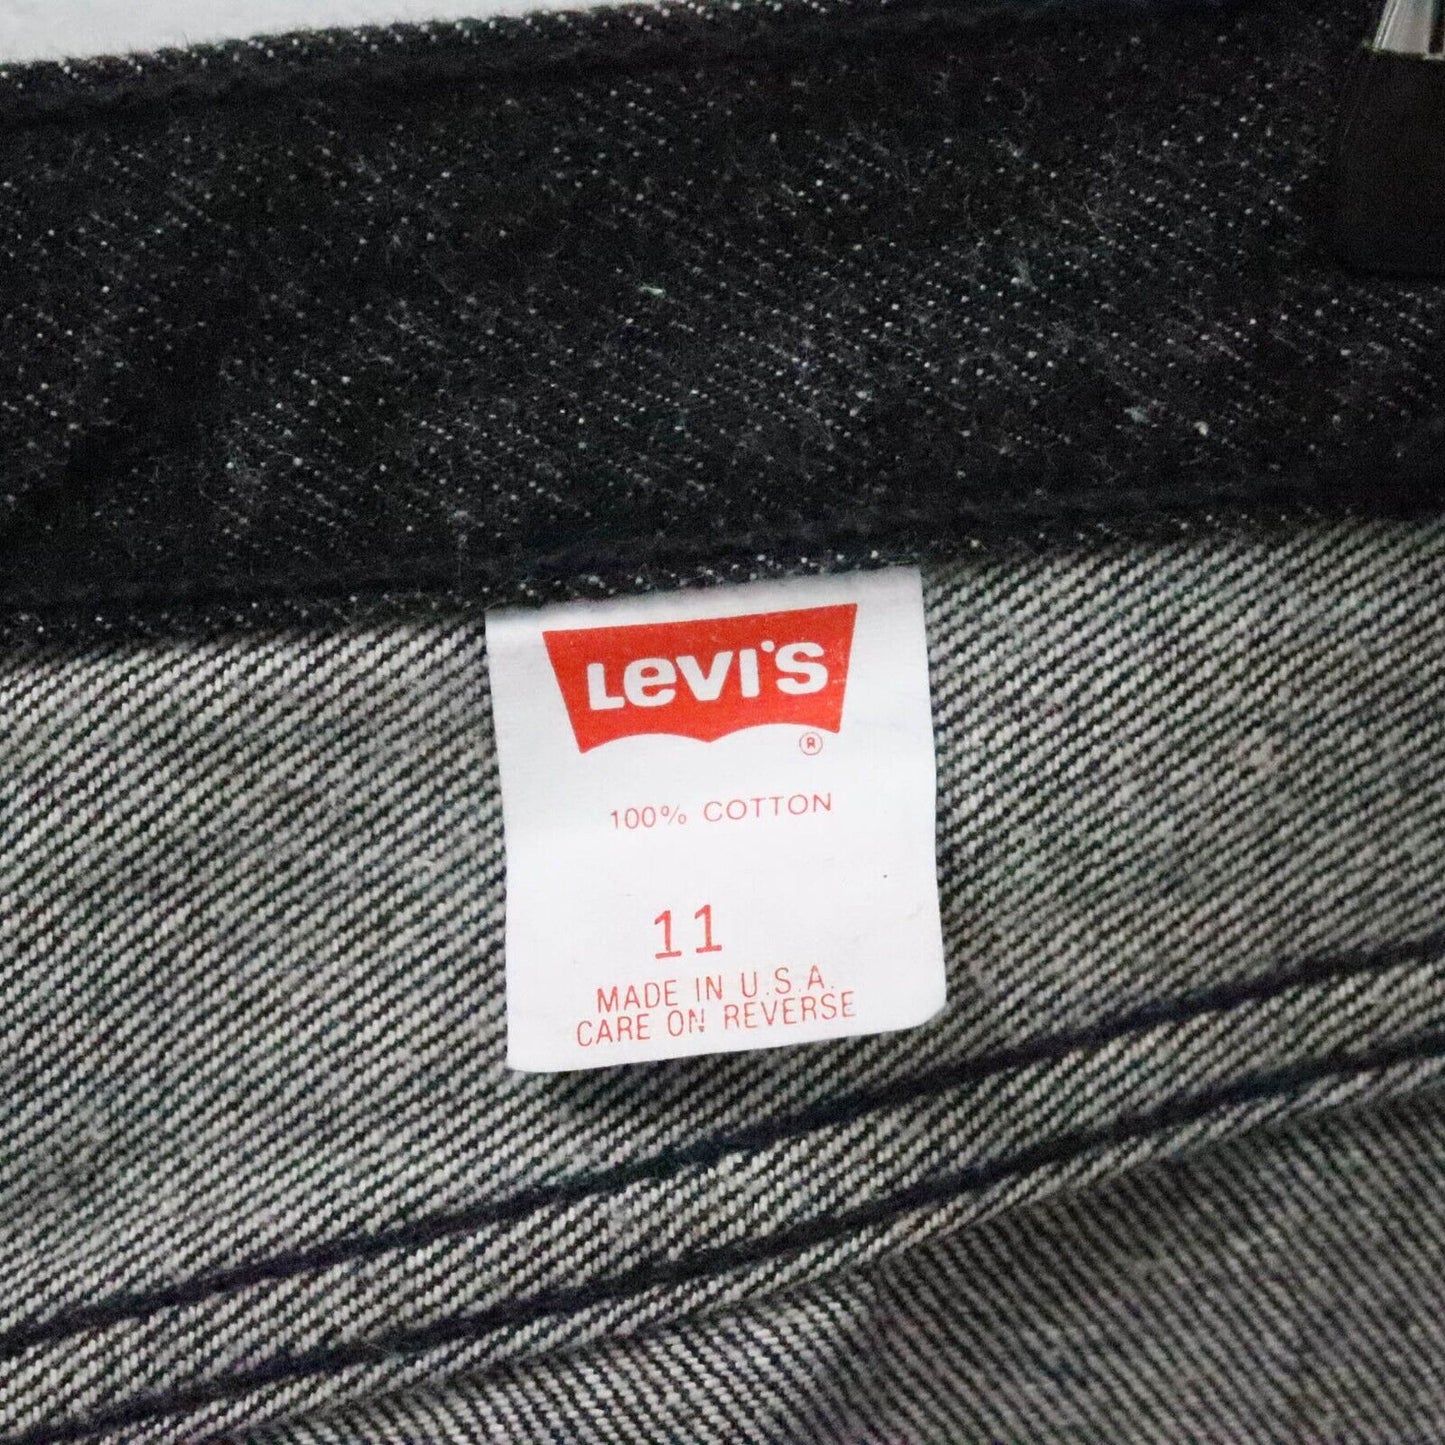 Levi's
®
100% COTTON
11
MADE IN U.S.A.
CARE ON REVERSE